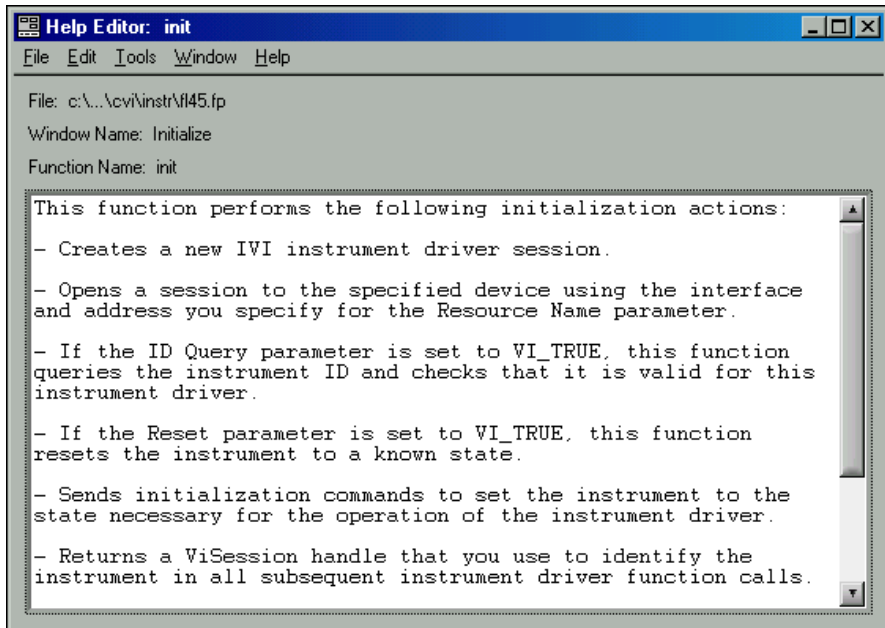 Help Editor: init
File Edit Tools Window Help
File: c:\...\cvi\instr\fl45.fp
Window Name: Initialize
Function Name: init
This function performs the following initialization actions:
- Creates a new IVI instrument driver session.
- Opens a session to the specified device using the interface
and address you specify for the Resource Name parameter.
- If the ID Query parameter is set to VI_TRUE, this function
queries the instrument ID and checks that it is valid for this
instrument driver.
- If the Reset parameter is set to VI_TRUE, this function
resets the instrument to a known state.
- Sends initialization commands to set the instrument to the
state necessary for the operation of the instrument driver.
- Returns a ViSession handle that you use to identify the
instrument in all subsequent instrument driver function calls.